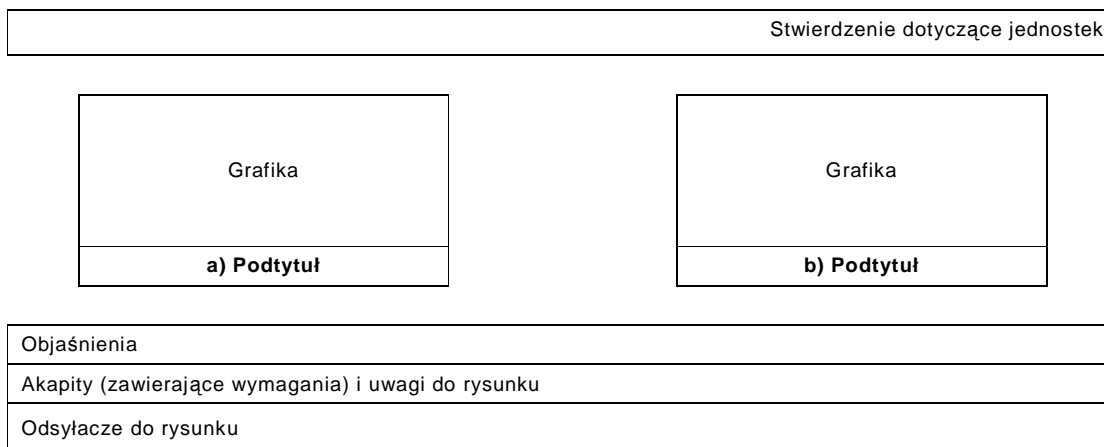 Stwierdzenie dotyczące jednostek
Grafika
Grafika
a) Podtytuł
b) Podtytuł
Objaśnienia
Akapity (zawierające wymagania) i uwagi do rysunku
Odsyłacze do rysunku